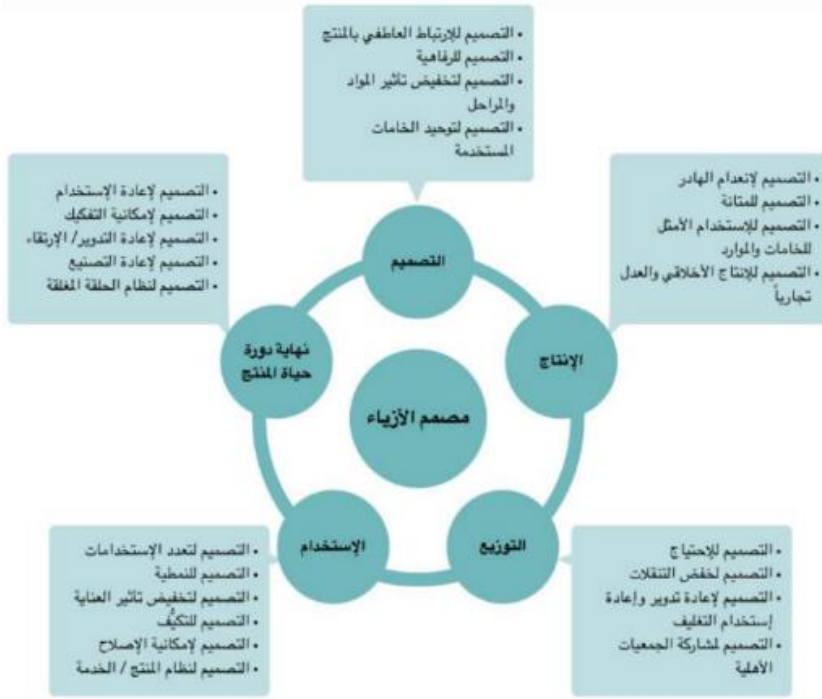 • التصميم للإرتباط العاطفي بالمنتج
• التصميم للرفاهية
• التصميم لتخفيض تأثير المواد
والمراحل
• التصميم لتوحيد الخامات
المستخدمة
التصميم
• التصميم لإنعدام الهادر
• التصميم للمتانة
• التصميم للإستخدام الأمثل
للخامات والموارد
• التصميم للإنتاج الأخلاقي والعدل
تجارياً
الإنتاج
• التصميم للإحتياج
• التصميم لخفض التنقلات
• التصميم لإعادة تدوير وإعادة
إستخدام التغليف
• التصميم لمشاركة الجمعيات
الأهلية
التوزيع
• التصميم لتعدد الإستخدامات
• التصميم للنمطية
• التصميم لتخفيض تأثير العناية
• التصميم للتكيُّف
• التصميم لإمكانية الإصلاح
• التصميم لنظام المنتج / الخدمة
الإستخدام
• التصميم لإعادة الإستخدام
• التصميم لإمكانية التفكيك
• التصميم لإعادة التدوير/ الإرتقاء
• التصميم لإعادة التصنيع
• التصميم لنظام الحلقة المغلقة
نهاية دورة
حياة المنتج
مصمم الأزياء